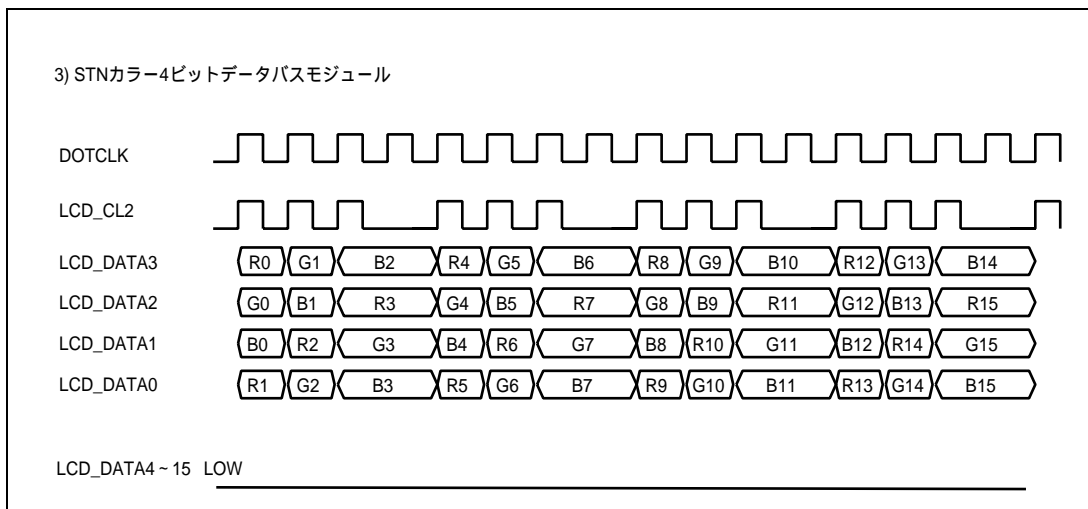 3) STNカラー4ビットデータバスモジュール
DOTCLK
LCD_CL2
LCD_DATA3 R0 G1 B2 R4 G5 B6 R8 G9 B10 R12 G13 B14
LCD_DATA2 G0 B1 R3 G4 B5 R7 G8 B9 R11 G12 B13 R15
LCD_DATA1 B0 R2 G3 B4 R6 G7 B8 R10 G11 B12 R14 G15
LCD_DATA0 R1 G2 B3 R5 G6 B7 R9 G10 B11 R13 G14 B15
LCD_DATA4~15 LOW